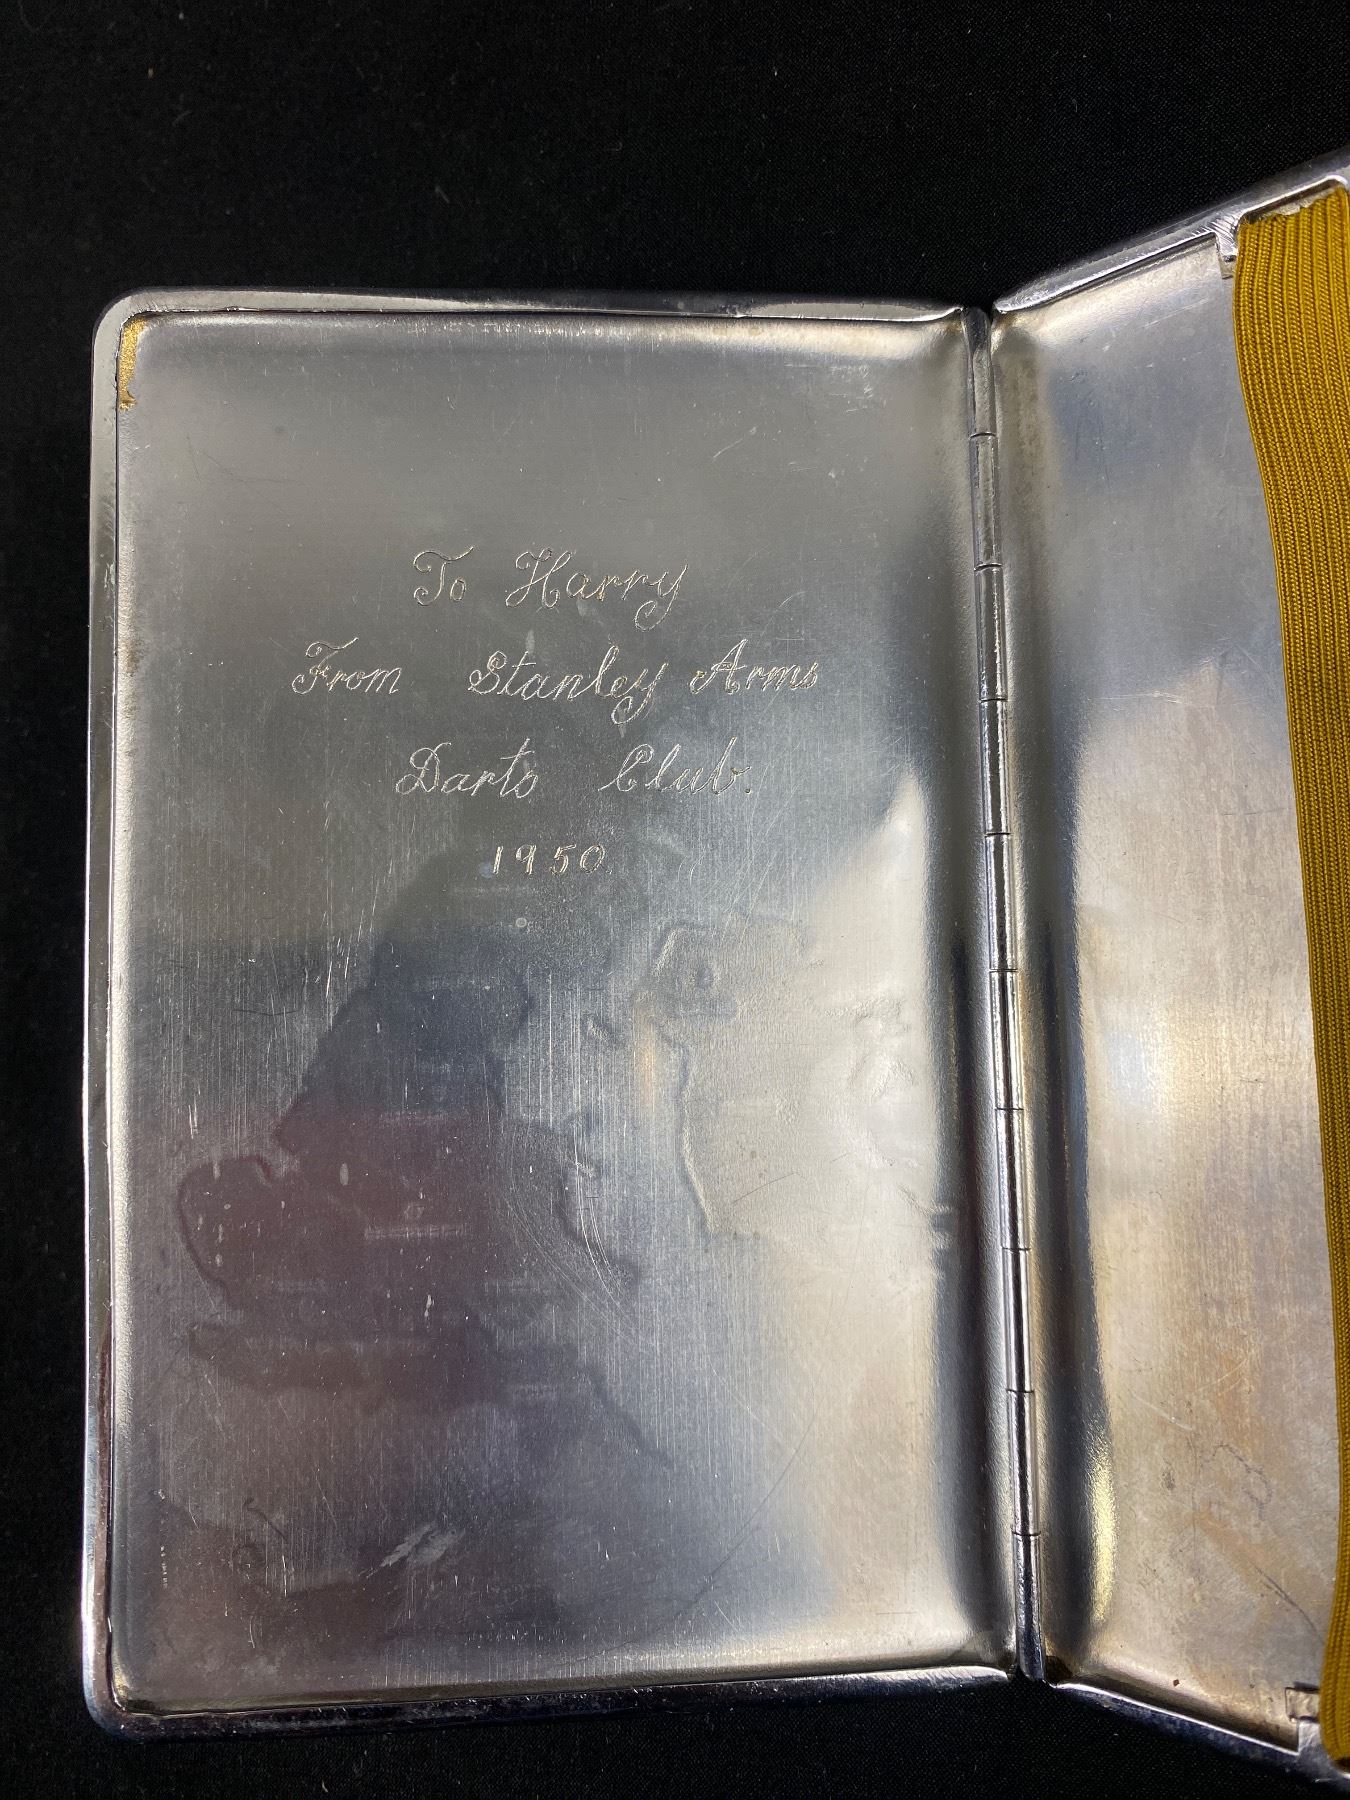 To Harry
From Stanley Arms
Darts Club.
1950.